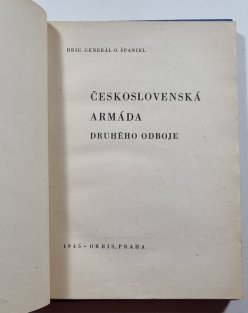 BRIG. GENERÁL O. ŠPANIEL
ČESKOSLOVENSKÁ
ARMÁDA
DRUHÉHO ODBOJE
1945 • ORBIS, PRAHA